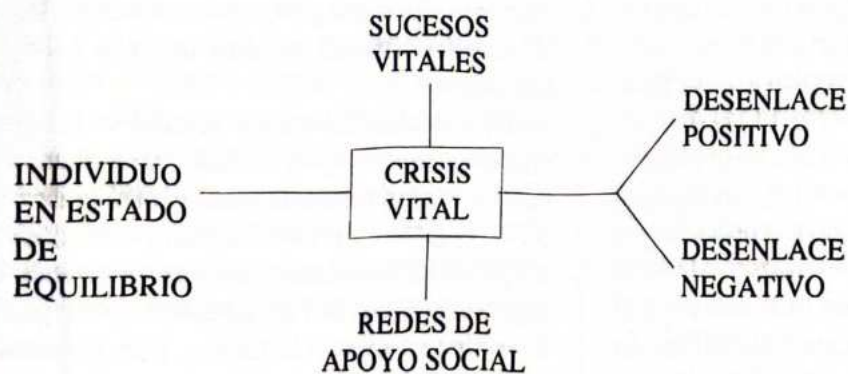 SUCESOS
VITALES
INDIVIDUO
EN ESTADO
DE
EQUILIBRIO
CRISIS
VITAL
DESENLACE
POSITIVO
DESENLACE
NEGATIVO
REDES DE
APOYO SOCIAL